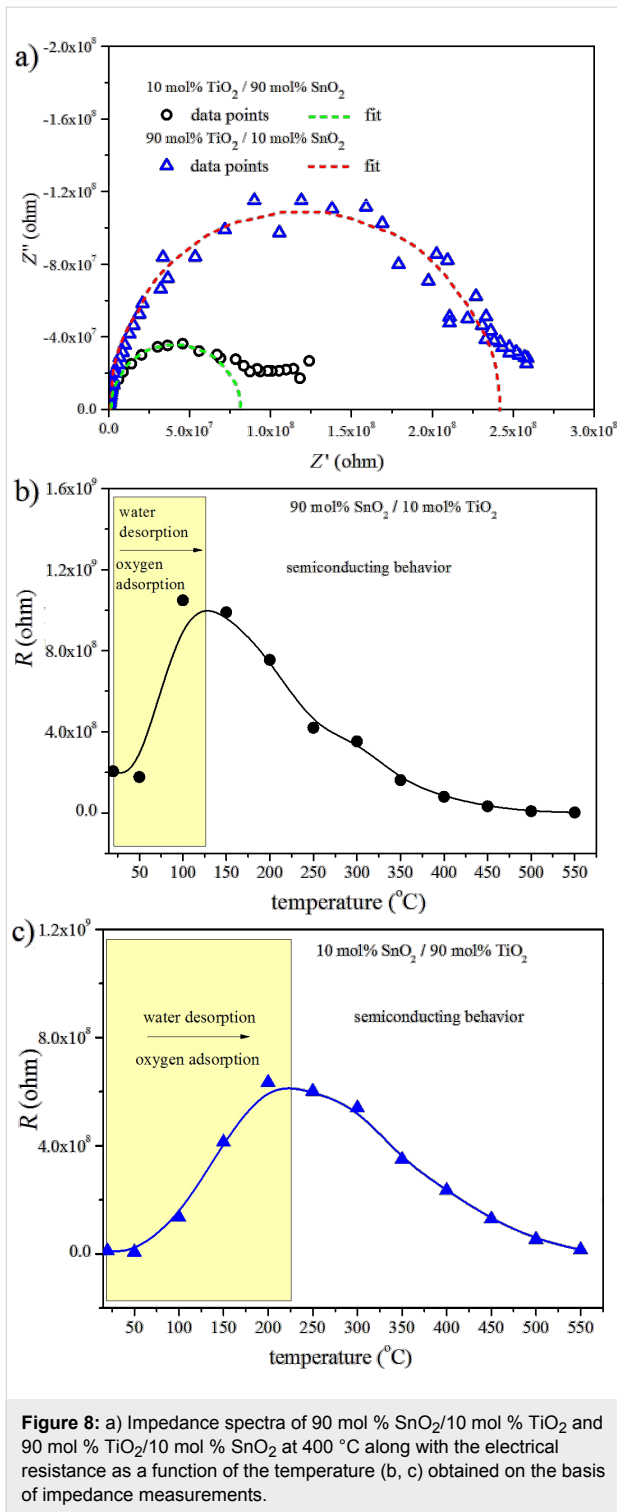 a)
-2.0x10⁸
-1.6x10⁸
-1.2x10⁸
-8.0x10⁷
-4.0x10⁷
0.0
Z'' (ohm)
10 mol% TiO₂ / 90 mol% SnO₂
data points fit
90 mol% TiO₂ / 10 mol% SnO₂
data points fit
0.0 5.0x10⁷ 1.0x10⁸ 1.5x10⁸ 2.0x10⁸ 2.5x10⁸ 3.0x10⁸
Z' (ohm)
b)
1.6x10⁹
1.2x10⁹
8.0x10⁸
4.0x10⁸
0.0
R (ohm)
water
desorption
oxygen
adsorption
90 mol% SnO₂ / 10 mol% TiO₂
semiconducting behavior
50 100 150 200 250 300 350 400 450 500 550
temperature (°C)
c)
1.2x10⁹
8.0x10⁸
4.0x10⁸
0.0
R (ohm)
10 mol% SnO₂ / 90 mol% TiO₂
water desorption
oxygen adsorption
semiconducting behavior
50 100 150 200 250 300 350 400 450 500 550
temperature (°C)
Figure 8: a) Impedance spectra of 90 mol % SnO₂/10 mol % TiO₂ and
90 mol % TiO₂/10 mol % SnO₂ at 400 °C along with the electrical
resistance as a function of the temperature (b, c) obtained on the basis
of impedance measurements.